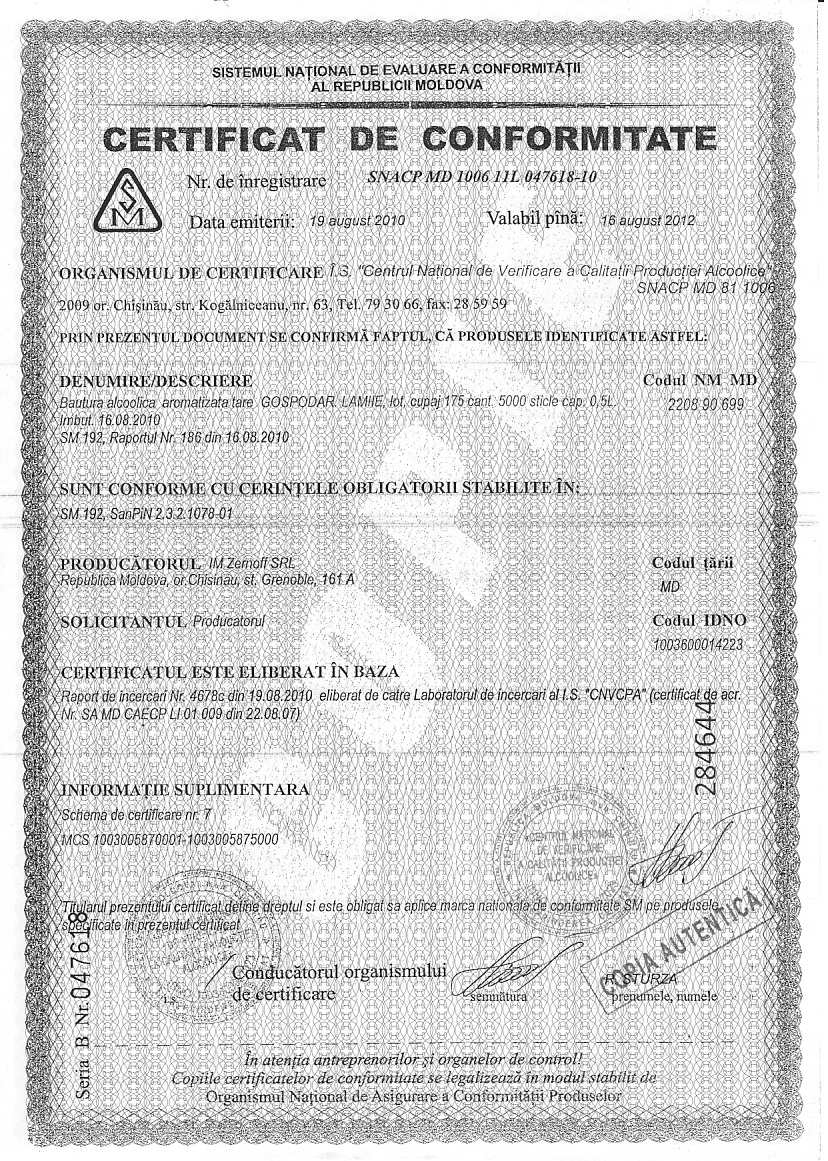 SISTEMUL NAȚIONAL DE EVALUARE A CONFORMITĂȚII
AL REPUBLICII MOLDOVA
CERTIFICAT DE CONFORMITATE
SM
Nr. de înregistrare SNACP MD 1006 11L 047618-10
Data emiterii: 19 august 2010 Valabil pînă: 16 august 2012
ORGANISMUL DE CERTIFICARE Î.S. "Centrul National de Verificare a Calitatii Productiei Alcoolice"
SNACP MD 81 1006
2009 or. Chişinău, str. Kogălniceanu, nr. 63, Tel. 79 30 66, fax: 28 59 59
PRIN PREZENTUL DOCUMENT SE CONFIRMĂ FAPTUL, CĂ PRODUSELE IDENTIFICATE ASTFEL:
DENUMIRE/DESCRIERE Codul NM MD
Bautura alcoolica aromatizata tare GOSPODAR. LAMIIE, lot, cupaj 175 cant. 5000 sticle cap. 0,5L. 2208 90 699
Imbut. 16.08.2010
SM 192, Raportul Nr. 186 din 16.08.2010
SUNT CONFORME CU CERINȚELE OBLIGATORII STABILITE ÎN:
SM 192, SanPiN 2.3.2.1078-01
PRODUCĂTORUL IM Zernoff SRL Codul țării
Republica Moldova, or.Chisinau, st. Grenoble, 161 A MD
SOLICITANTUL Producatorul Codul IDNO
1003600014223
CERTIFICATUL ESTE ELIBERAT ÎN BAZA
Raport de incercari Nr. 4678c din 19.08.2010 eliberat de catre Laboratorul de incercari al I.S. "CNVCPA" (certificat de acr.
Nr. SA MD CAECP LI 01 009 din 22.08.07)
284644
INFORMAȚIE SUPLIMENTARA
Schema de certificare nr. 7
MCS 1003005870001-1003005875000
«CENTRUL NATIONAL
DE VERIFICARE
A CALITĂŢII PRODUCŢIEI
ALCOOLICE»
Titularul prezentului certificat detine dreptul si este obligat sa aplice marca nationala de conformitate SM pe produsele
specificate in prezentul certificat
COPIA AUTENTICĂ
Conducătorul organismului
de certificare
L.S.
semnătura
STURZA
prenumele, numele
Seria B Nr. 047618
În atenția antreprenorilor și organelor de control!
Copiile certificatelor de conformitate se legalizează în modul stabilit de
Organismul Național de Asigurare a Conformității Produselor
COPIE